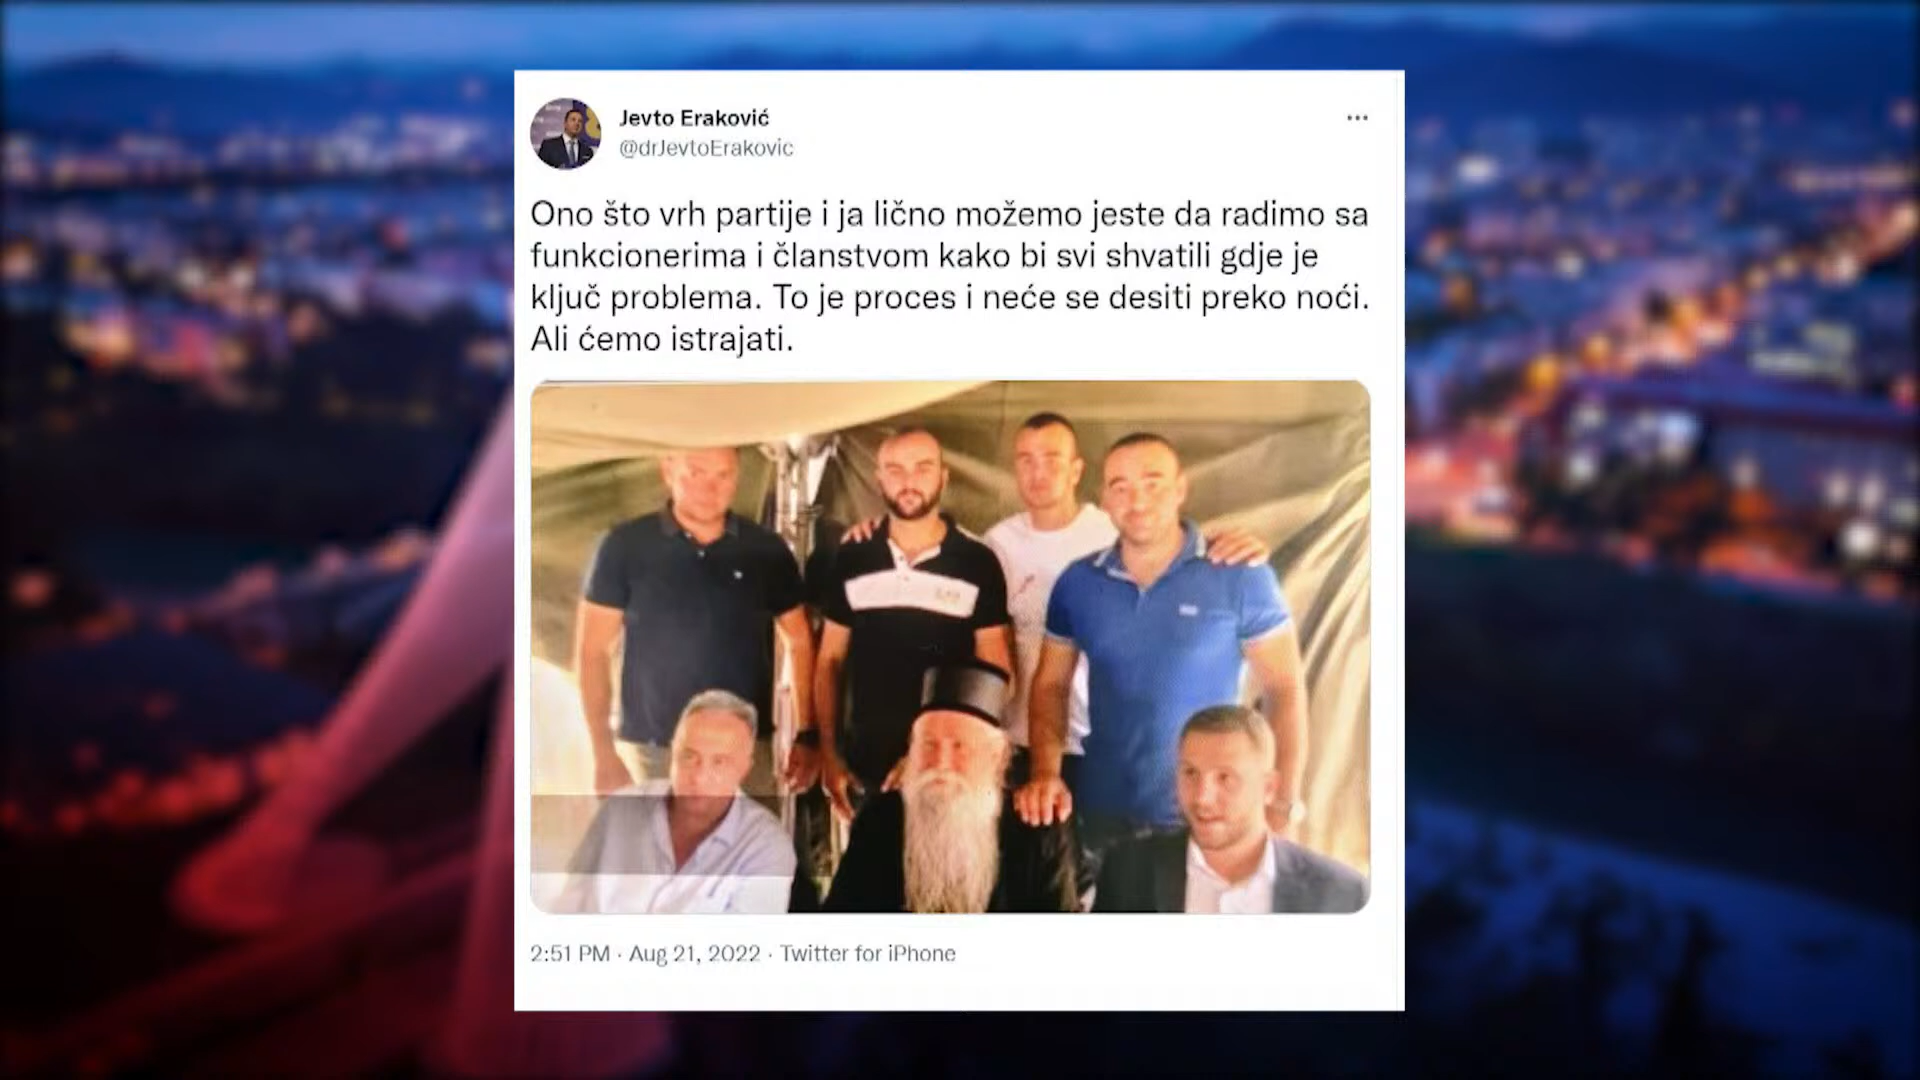 Jevto Eraković
@drJevtoErakovic
Ono što vrh partije i ja lično možemo jeste da radimo sa
funkcionerima i članstvom kako bi svi shvatili gdje je
ključ problema. To je proces i neće se desiti preko noći.
Ali ćemo istrajati.
2:51 PM · Aug 21, 2022 · Twitter for iPhone